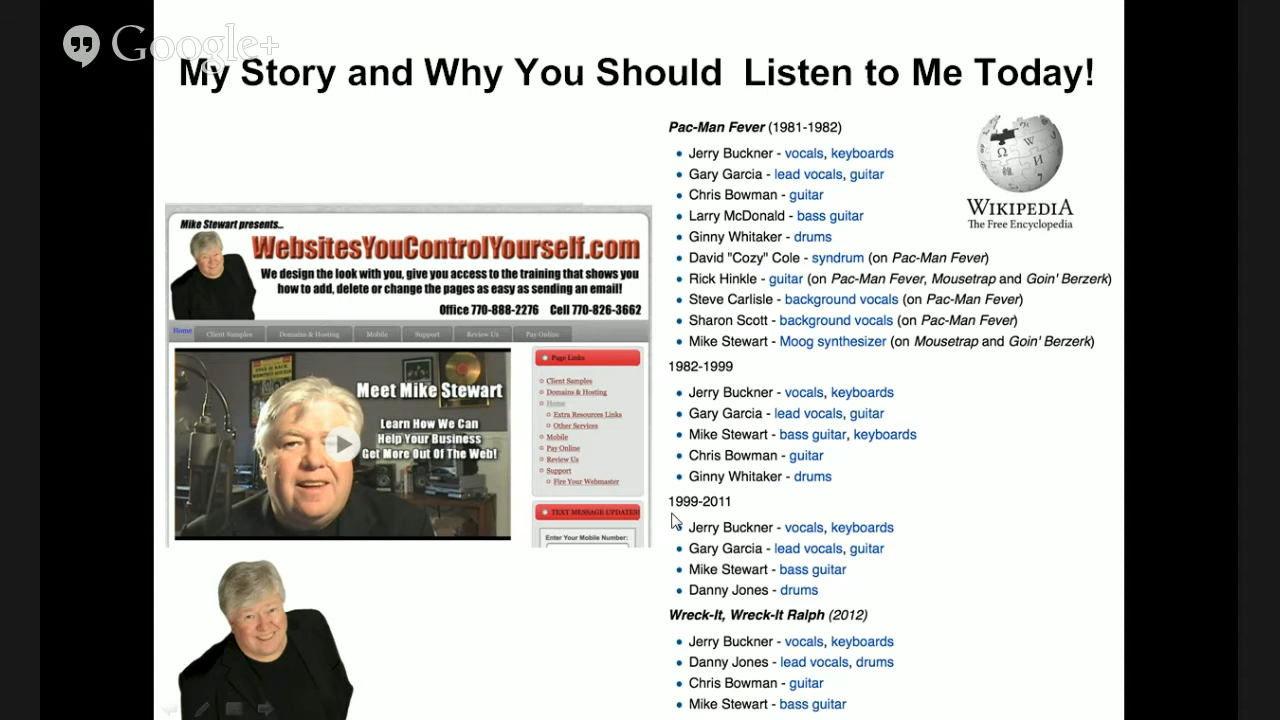 Google+
My Story and Why You Should Listen to Me Today!
Mike Stewart presents...
WebsitesYouControlYourself.com
We design the look with you, give you access to the training that shows you
how to add, delete or change the pages as easy as sending an email!
Office 770-888-2276 Cell 770-826-3662
Home Client Samples Domains & Hosting Mobile Support Review Us Pay Online
Meet Mike Stewart
Learn How We Can
Help Your Business
Get More Out Of The Web!
Page Links
Client Samples
Domains & Hosting
Home
Extra Resources Links
Other Services
Mobile
Pay Online
Review Us
Support
Fire Your Webmaster
TEXT MESSAGE UPDATES
Enter Your Mobile Number:
Pac-Man Fever (1981-1982)
Jerry Buckner - vocals, keyboards
Gary Garcia - lead vocals, guitar
Chris Bowman - guitar
Larry McDonald - bass guitar
Ginny Whitaker - drums
David "Cozy" Cole - syndrum (on Pac-Man Fever)
Rick Hinkle - guitar (on Pac-Man Fever, Mousetrap and Goin' Berzerk)
Steve Carlisle - background vocals (on Pac-Man Fever)
Sharon Scott - background vocals (on Pac-Man Fever)
Mike Stewart - Moog synthesizer (on Mousetrap and Goin' Berzerk)
1982-1999
Jerry Buckner - vocals, keyboards
Gary Garcia - lead vocals, guitar
Mike Stewart - bass guitar, keyboards
Chris Bowman - guitar
Ginny Whitaker - drums
1999-2011
Jerry Buckner - vocals, keyboards
Gary Garcia - lead vocals, guitar
Mike Stewart - bass guitar
Danny Jones - drums
Wreck-It, Wreck-It Ralph (2012)
Jerry Buckner - vocals, keyboards
Danny Jones - lead vocals, drums
Chris Bowman - guitar
Mike Stewart - bass guitar
WIKIPEDIA
The Free Encyclopedia